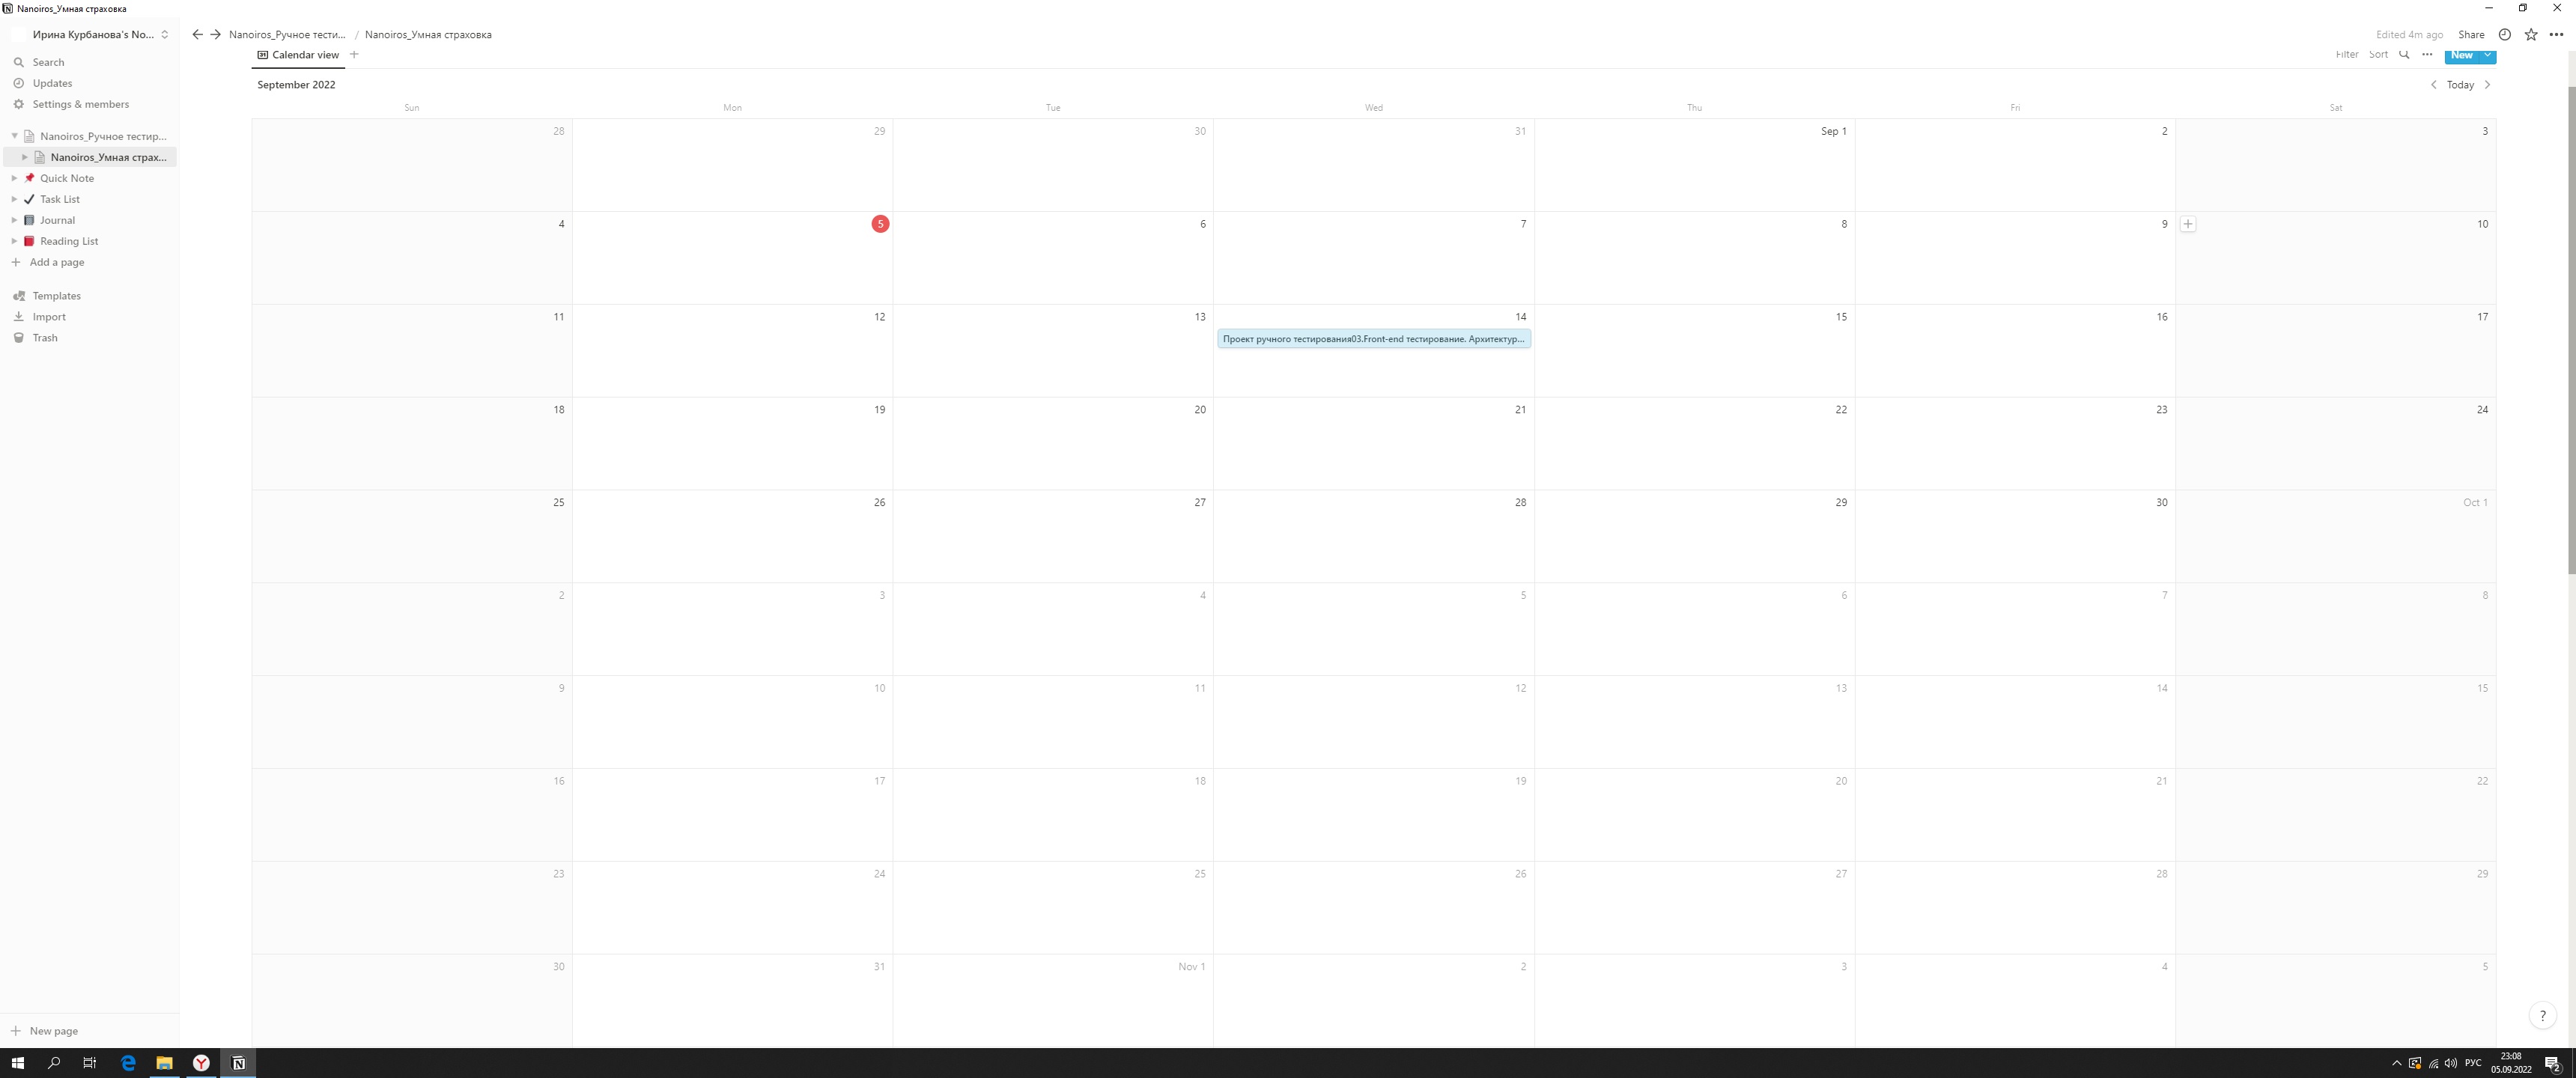 Nanoiros_Умная страховка
Ирина Курбанова's No...
Nanoiros_Ручное тести... / Nanoiros_Умная страховка
Edited 4m ago Share
Search
Updates
Settings & members
Nanoiros_Ручное тестир...
Nanoiros_Умная страх...
Quick Note
Task List
Journal
Reading List
Add a page
Templates
Import
Trash
New page
Calendar view
Filter Sort New
September 2022
Today
Sun Mon Tue Wed Thu Fri Sat
28 29 30 31 Sep 1 2 3
4 5 6 7 8 9 10
11 12 13 14 15 16 17
Проект ручного тестирования03.Front-end тестирование. Архитектур...
18 19 20 21 22 23 24
25 26 27 28 29 30 Oct 1
2 3 4 5 6 7 8
9 10 11 12 13 14 15
16 17 18 19 20 21 22
23 24 25 26 27 28 29
30 31 Nov 1 2 3 4 5
?
РУС
23:08
05.09.2022
2